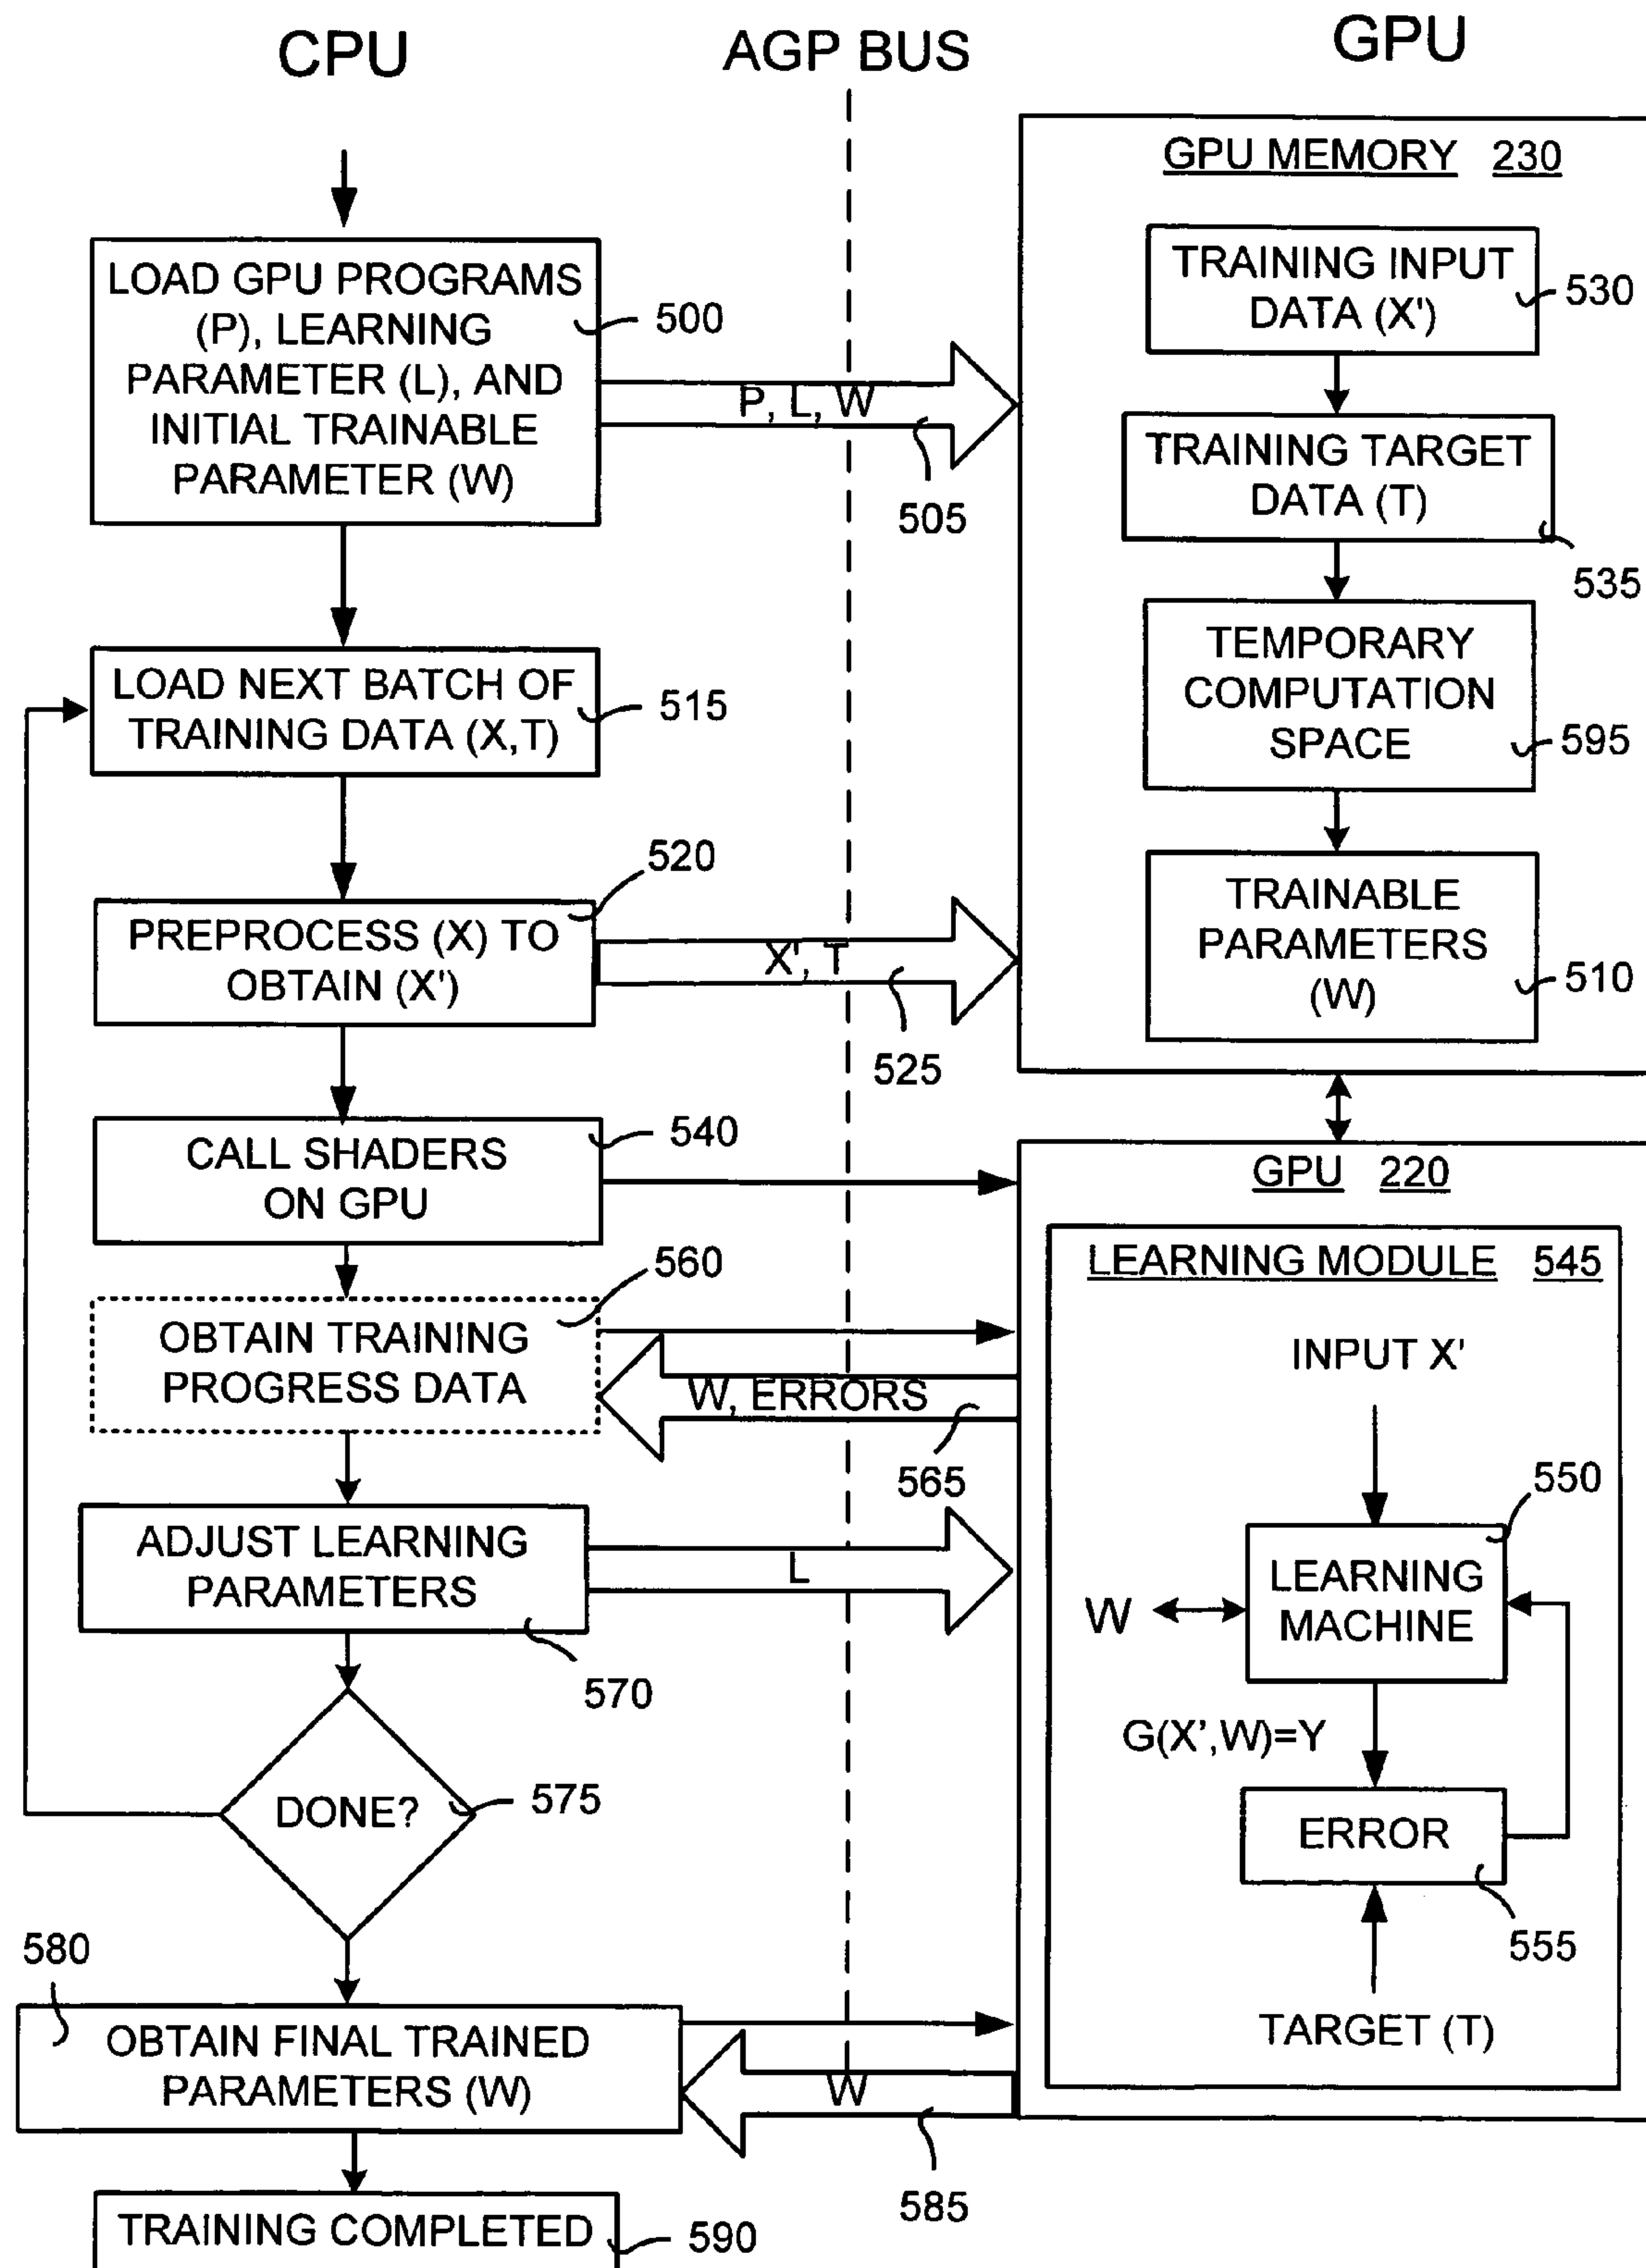 CPU
AGP BUS
GPU
LOAD GPU PROGRAMS
(P), LEARNING
PARAMETER (L), AND
INITIAL TRAINABLE
PARAMETER (W)
500
P, L, W
505
LOAD NEXT BATCH OF
TRAINING DATA (X,T)
515
PREPROCESS (X) TO
OBTAIN (X')
520
X', T
525
CALL SHADERS
ON GPU
540
OBTAIN TRAINING
PROGRESS DATA
560
W, ERRORS
565
ADJUST LEARNING
PARAMETERS
570
L
DONE?
575
580
OBTAIN FINAL TRAINED
PARAMETERS (W)
W
585
TRAINING COMPLETED
590
GPU MEMORY 230
TRAINING INPUT
DATA (X')
530
TRAINING TARGET
DATA (T)
535
TEMPORARY
COMPUTATION
SPACE
595
TRAINABLE
PARAMETERS
(W)
510
GPU 220
LEARNING MODULE 545
INPUT X'
550
LEARNING
MACHINE
W
G(X',W)=Y
ERROR
555
TARGET (T)